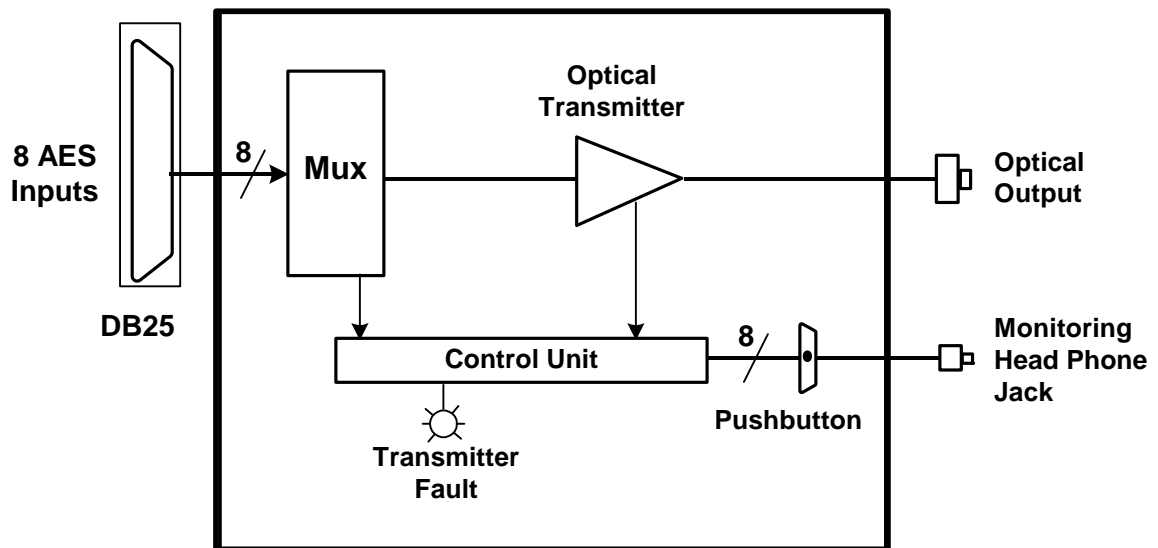 8 AES
Inputs
DB25
8
Mux
Optical
Transmitter
Optical
Output
Control Unit
8
Pushbutton
Monitoring
Head Phone
Jack
Transmitter
Fault